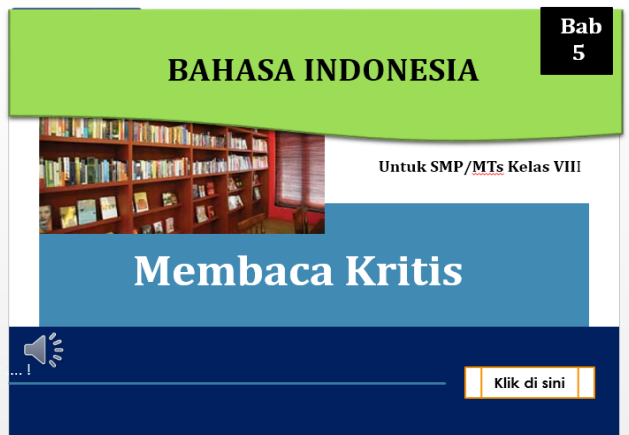 Bab
5
BAHASA INDONESIA
Untuk SMP/MTs Kelas VIII
Membaca Kritis
... !
Klik di sini